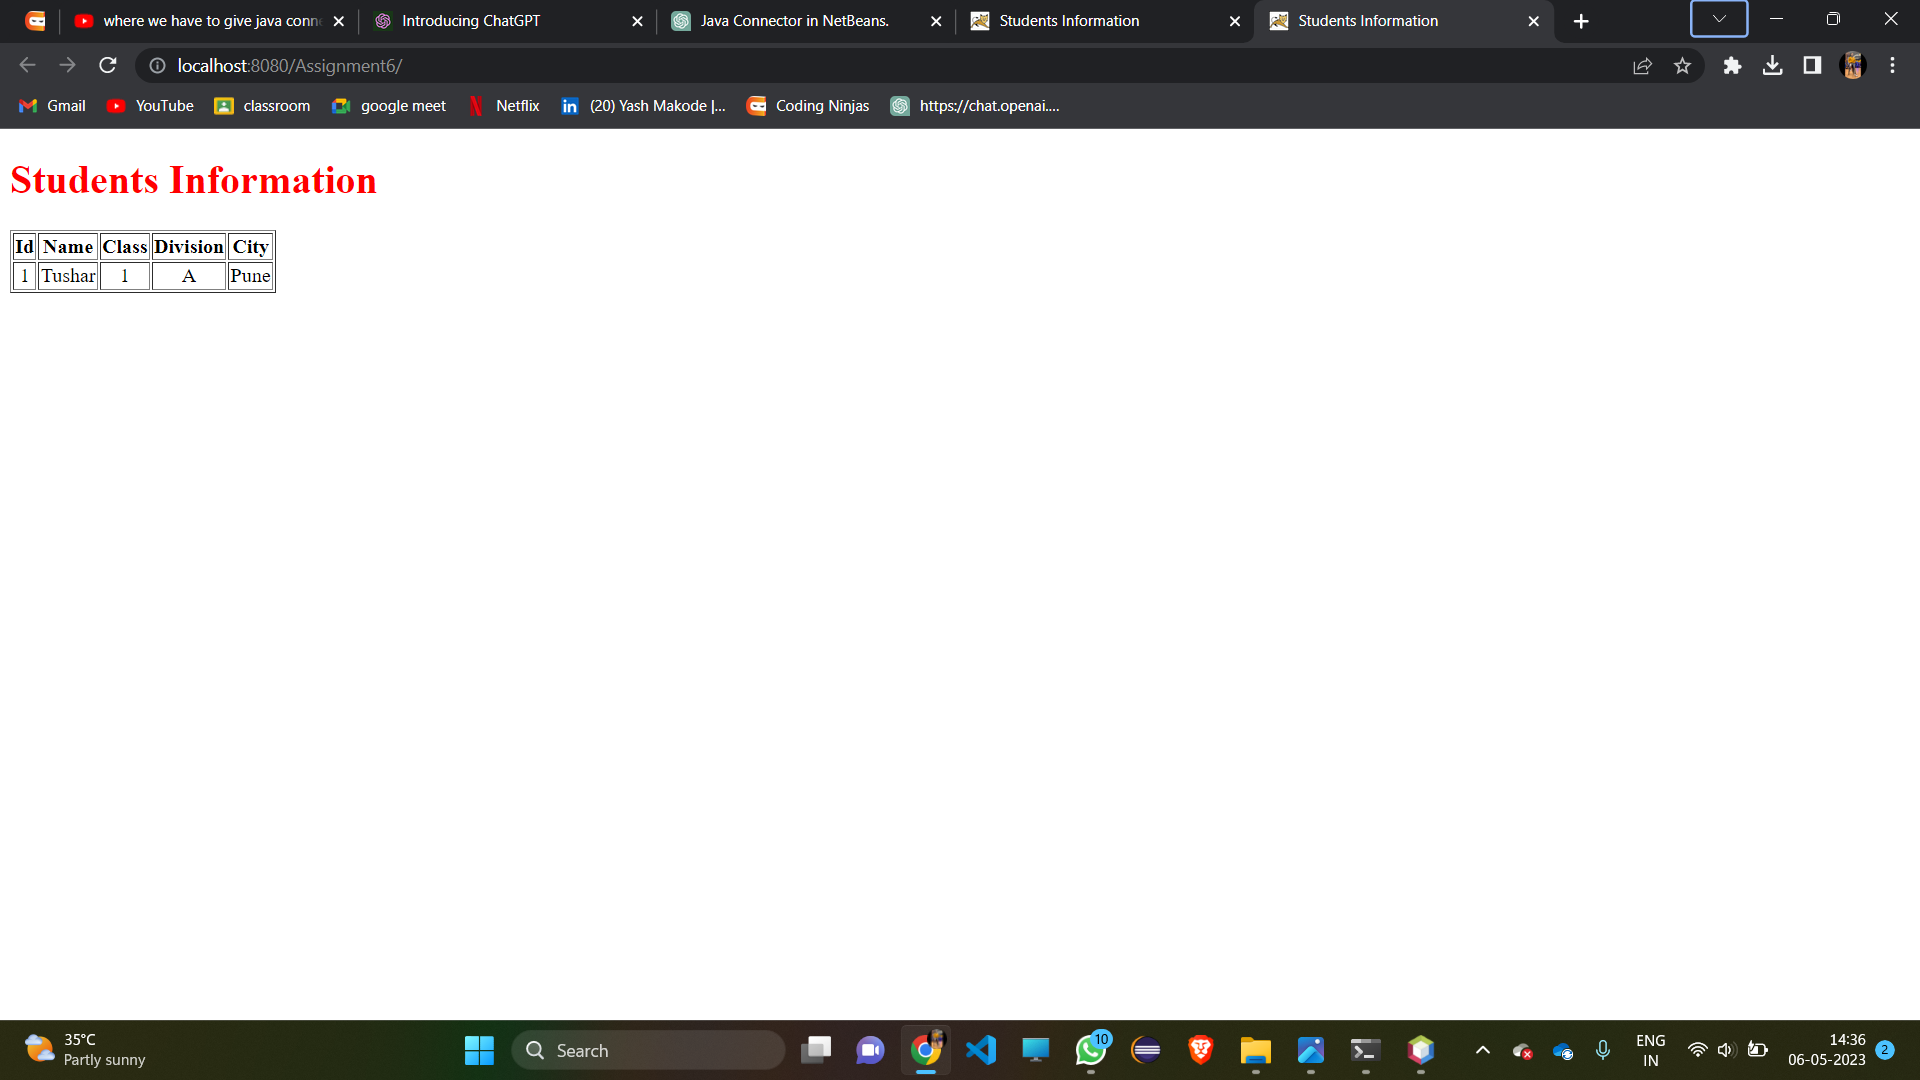 where we have to give java conne
Introducing ChatGPT
Java Connector in NetBeans.
Students Information
Students Information
localhost:8080/Assignment6/
Gmail
YouTube
classroom
google meet
Netflix
in
(20) Yash Makode |...
Coding Ninjas
https://chat.openai....
Students Information
Id Name Class Division City
1 Tushar 1 A Pune
35°C
Partly sunny
Search
10
ENG
IN
14:36
06-05-2023
2